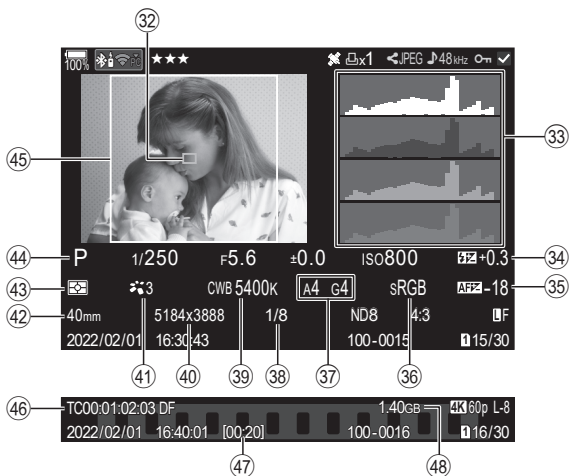 32
100% PC ★★★ x1 JPEG 48kHz
33
45
44 P 1/250 F5.6 ±0.0 ISO800 +0.3 34
43 3 CWB 5400K A4 G4 sRGB AFZ -18 35
42 40mm 5184x3888 1/8 ND8 4:3 LF
2022/02/01 16:30:43 100-0015 1 15/30
41 40 39 38 37 36
46 TC00:01:02:03 DF 1.40GB 4K 60p L-8
2022/02/01 16:40:01 [00:20] 100-0016 1 16/30
47 48